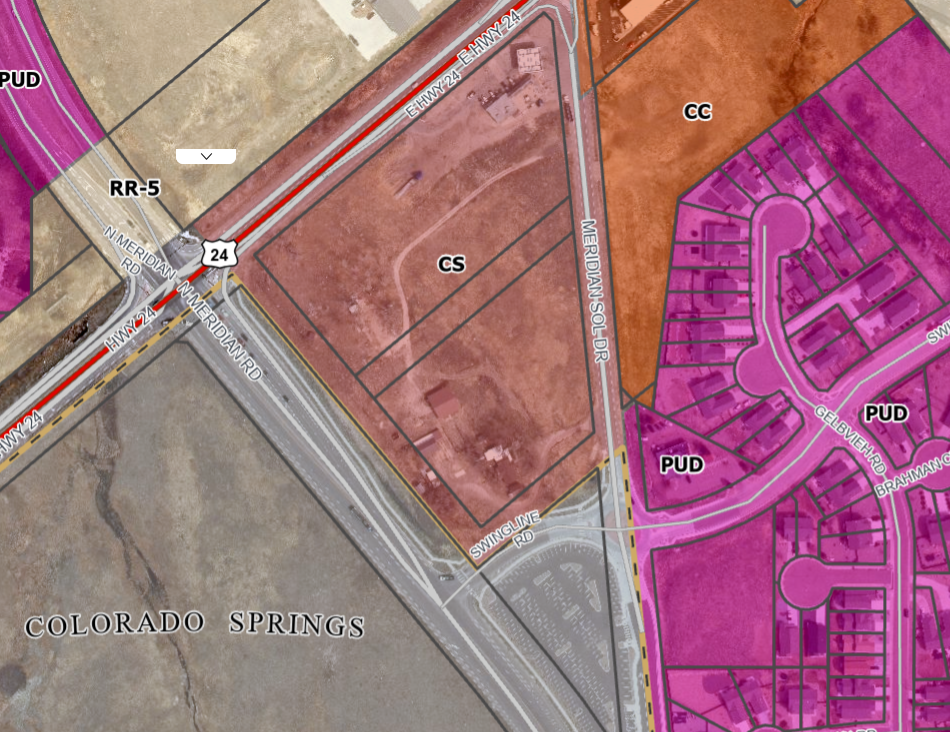 E HWY 24
E HWY 24
PUD
CC
RR-5
N MERIDIAN
RD
24
CS
MERIDIAN SOL DR
N MERIDIAN RD
HWY 24
HWY 24
PUD
GELBVIEH RD
PUD
BRAHMAN
SWINGLINE
RD
COLORADO SPRINGS